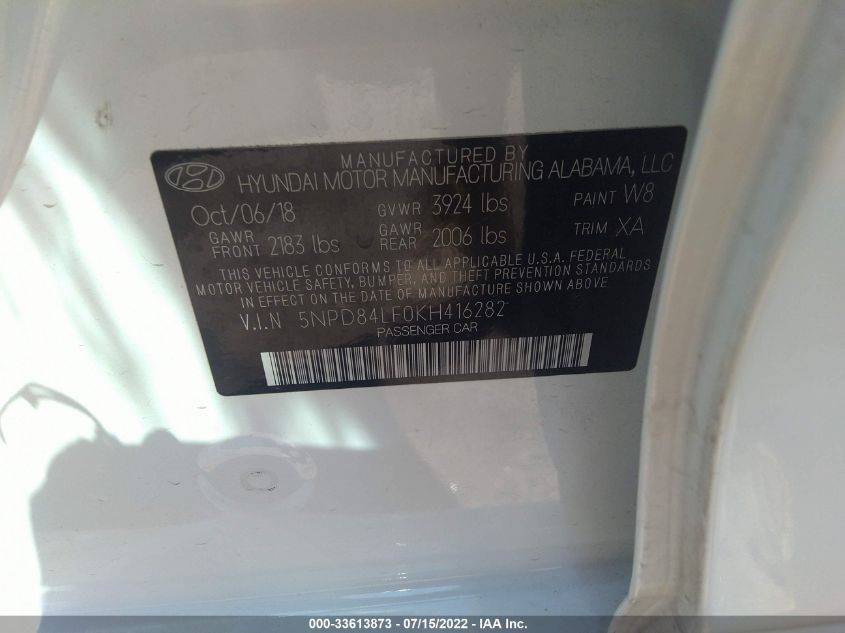 MANUFACTURED BY
HYUNDAI MOTOR MANUFACTURING ALABAMA, LLC
Oct/06/18 GVWR 3924 lbs PAINT W8
GAWR FRONT 2183 lbs GAWR REAR 2006 lbs TRIM XA
THIS VEHICLE CONFORMS TO ALL APPLICABLE U.S.A. FEDERAL
MOTOR VEHICLE SAFETY, BUMPER, AND THEFT PREVENTION STANDARDS
IN EFFECT ON THE DATE OF MANUFACTURE SHOWN ABOVE.
V.I.N 5NPD84LF0KH416282
PASSENGER CAR
000-33613873 - 07/15/2022 - IAA Inc.